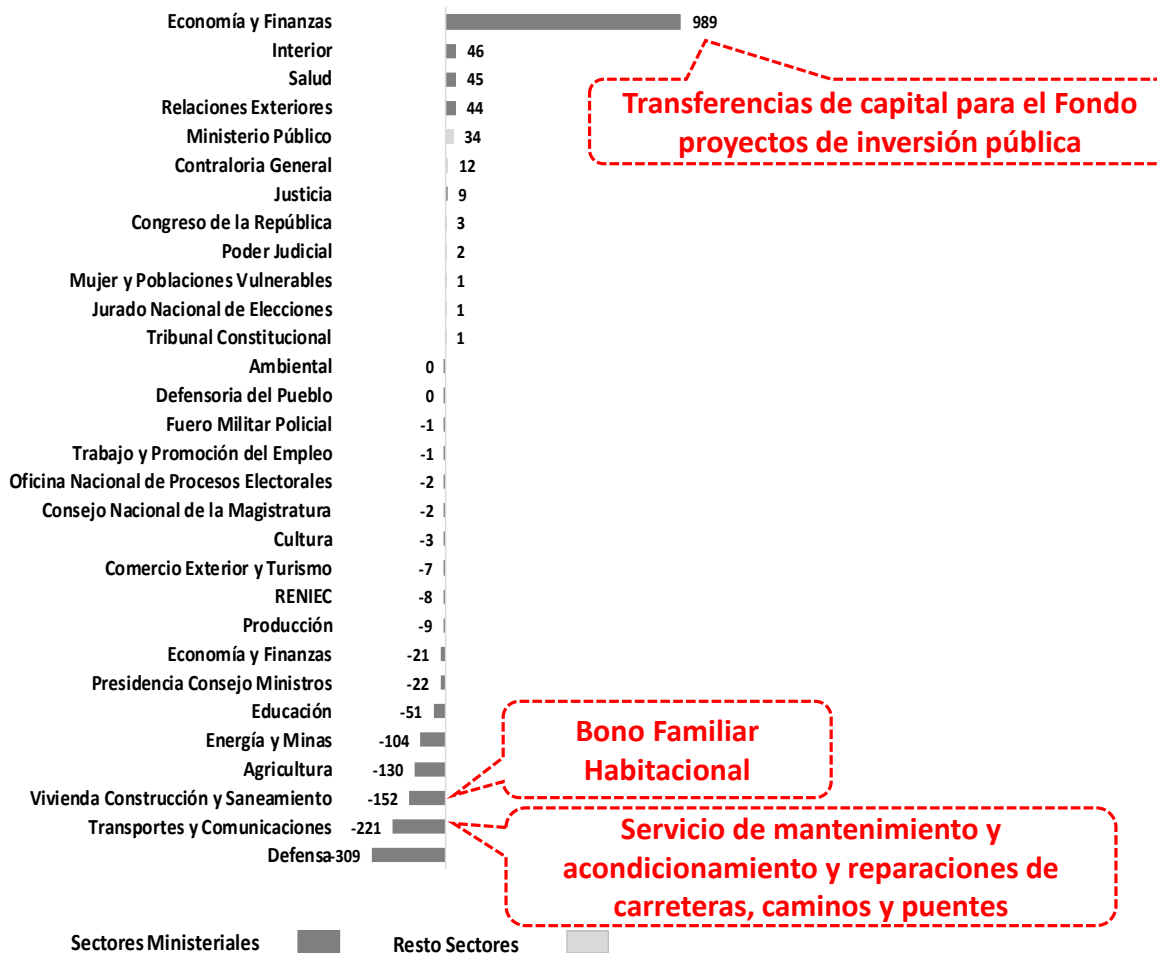 Economía y Finanzas 989
Interior 46
Salud 45
Relaciones Exteriores 44
Ministerio Público 34
Contraloria General 12
Justicia 9
Congreso de la República 3
Poder Judicial 2
Mujer y Poblaciones Vulnerables 1
Jurado Nacional de Elecciones 1
Tribunal Constitucional 1
Ambiental 0
Defensoria del Pueblo 0
Fuero Militar Policial -1
Trabajo y Promoción del Empleo -1
Oficina Nacional de Procesos Electorales -2
Consejo Nacional de la Magistratura -2
Cultura -3
Comercio Exterior y Turismo -7
RENIEC -8
Producción -9
Economía y Finanzas -21
Presidencia Consejo Ministros -22
Educación -51
Energía y Minas -104
Agricultura -130
Vivienda Construcción y Saneamiento -152
Transportes y Comunicaciones -221
Defensa -309
Transferencias de capital para el Fondo
proyectos de inversión pública
Bono Familiar
Habitacional
Servicio de mantenimiento y
acondicionamiento y reparaciones de
carreteras, caminos y puentes
Sectores Ministeriales
Resto Sectores